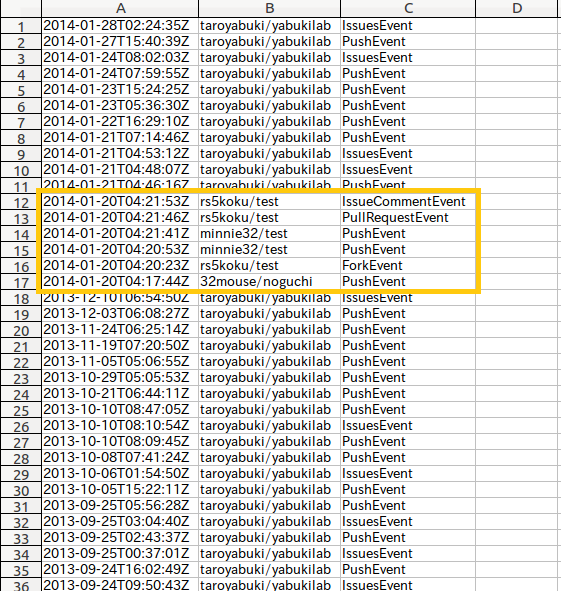 A B C D
1 2014-01-28T02:24:35Z taroyabuki/yabukilab IssuesEvent
2 2014-01-27T15:40:39Z taroyabuki/yabukilab PushEvent
3 2014-01-24T08:02:03Z taroyabuki/yabukilab IssuesEvent
4 2014-01-24T07:59:55Z taroyabuki/yabukilab PushEvent
5 2014-01-23T15:24:25Z taroyabuki/yabukilab PushEvent
6 2014-01-23T05:36:30Z taroyabuki/yabukilab PushEvent
7 2014-01-22T16:29:10Z taroyabuki/yabukilab PushEvent
8 2014-01-21T07:14:46Z taroyabuki/yabukilab PushEvent
9 2014-01-21T04:53:12Z taroyabuki/yabukilab IssuesEvent
10 2014-01-21T04:48:07Z taroyabuki/yabukilab IssuesEvent
11 2014-01-21T04:46:16Z taroyabuki/yabukilab PushEvent
12 2014-01-20T04:21:53Z rs5koku/test IssueCommentEvent
13 2014-01-20T04:21:46Z rs5koku/test PullRequestEvent
14 2014-01-20T04:21:41Z minnie32/test PushEvent
15 2014-01-20T04:20:53Z minnie32/test PushEvent
16 2014-01-20T04:20:23Z rs5koku/test ForkEvent
17 2014-01-20T04:17:44Z 32mouse/noguchi PushEvent
18 2013-12-10T06:54:50Z taroyabuki/yabukilab IssuesEvent
19 2013-12-03T06:08:27Z taroyabuki/yabukilab PushEvent
20 2013-11-24T06:25:14Z taroyabuki/yabukilab PushEvent
21 2013-11-19T07:20:50Z taroyabuki/yabukilab PushEvent
22 2013-11-05T05:06:55Z taroyabuki/yabukilab PushEvent
23 2013-10-29T05:05:53Z taroyabuki/yabukilab PushEvent
24 2013-10-21T06:44:11Z taroyabuki/yabukilab PushEvent
25 2013-10-10T08:47:05Z taroyabuki/yabukilab PushEvent
26 2013-10-10T08:10:54Z taroyabuki/yabukilab IssuesEvent
27 2013-10-10T08:09:45Z taroyabuki/yabukilab PushEvent
28 2013-10-08T07:41:24Z taroyabuki/yabukilab PushEvent
29 2013-10-06T01:54:50Z taroyabuki/yabukilab IssuesEvent
30 2013-10-05T15:22:11Z taroyabuki/yabukilab PushEvent
31 2013-09-25T05:56:28Z taroyabuki/yabukilab PushEvent
32 2013-09-25T03:04:40Z taroyabuki/yabukilab IssuesEvent
33 2013-09-25T02:43:37Z taroyabuki/yabukilab PushEvent
34 2013-09-25T00:37:01Z taroyabuki/yabukilab IssuesEvent
35 2013-09-24T16:02:49Z taroyabuki/yabukilab PushEvent
36 2013-09-24T09:50:43Z taroyabuki/yabukilab IssuesEvent